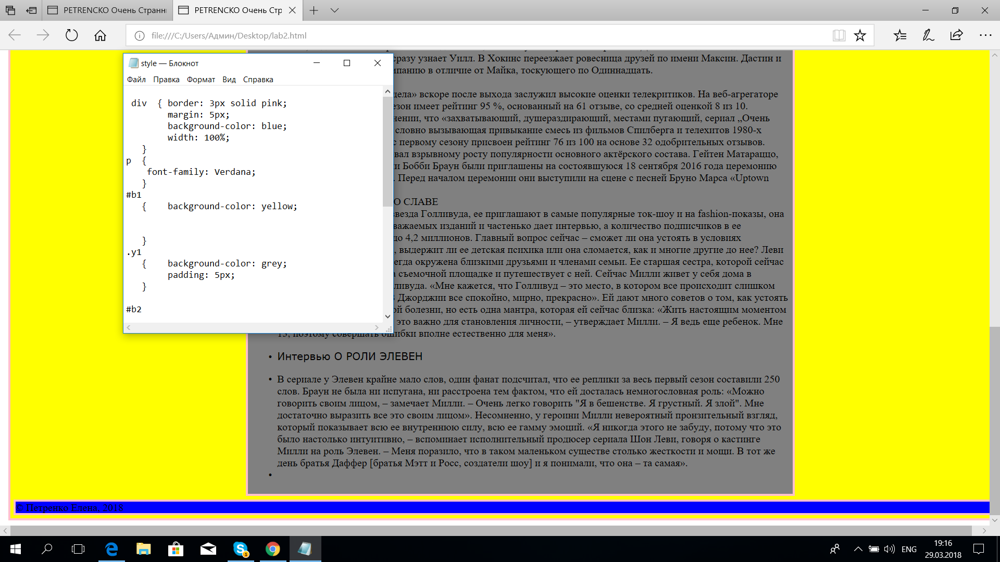 PETRENCKO Очень Странн
PETRENCKO Очень Стр
file:///C:/Users/Админ/Desktop/lab2.html
style — Блокнот
Файл Правка Формат Вид Справка
div { border: 3px solid pink;
margin: 5px;
background-color: blue;
width: 100%;
}
p {
font-family: Verdana;
}
#b1
{ background-color: yellow;
}
.y1
{ background-color: grey;
padding: 5px;
}
#b2
сразу узнает Уилл. В Хокинс переезжает ровесница друзей по имени Максин. Дастин и
мпанию в отличие от Майка, тоскующего по Одиннадцать.
дела» вскоре после выхода заслужил высокие оценки телекритиков. На веб-агрегаторе
езон имеет рейтинг 95 %, основанный на 61 отзыве, со средней оценкой 8 из 10.
нении, что «захватывающий, душераздирающий, местами пугающий, сериал „Очень
словно вызывающая привыкание смесь из фильмов Спилберга и телехитов 1980-х
с первому сезону присвоен рейтинг 76 из 100 на основе 32 одобрительных отзывов.
вал взрывному росту популярности основного актёрского состава. Гейтен Матараццо,
и Бобби Браун были приглашены на состоявшуюся 18 сентября 2016 года церемонию
. Перед началом церемонии они выступили на сцене с песней Бруно Марса «Uptown
О СЛАВЕ
звезда Голливуда, ее приглашают в самые популярные ток-шоу и на fashion-показы, она
важаемых изданий и частенько дает интервью, а количество подписчиков в ее
до 4,2 миллионов. Главный вопрос сейчас – сможет ли она устоять в условиях
, выдержит ли ее детская психика или она сломается, как и многие другие до нее? Леви
егда окружена близкими друзьями и членами семьи. Ее старшая сестра, которой сейчас
а съемочной площадке и путешествует с ней. Сейчас Милли живет у себя дома в
ливуда. «Мне кажется, что Голливуд – это место, в котором все происходит слишком
В Джорджии все спокойно, мирно, прекрасно». Ей дают много советов о том, как устоять
ой болезни, но есть одна мантра, которая ей сейчас близка: «Жить настоящим моментом
это важно для становления личности, – утверждает Милли. – Я ведь еще ребенок. Мне
13, поэтому совершать ошибки вполне естественно для меня».
• Интервью О РОЛИ ЭЛЕВЕН
• В сериале у Элевен крайне мало слов, один фанат подсчитал, что ее реплики за весь первый сезон составили 250
слов. Браун не была ни испугана, ни расстроена тем фактом, что ей досталась немногословная роль: «Можно
говорить своим лицом, – замечает Милли. – Очень легко говорить "Я в бешенстве. Я грустный. Я злой". Мне
достаточно выразить все это своим лицом». Несомненно, у героини Милли невероятный пронзительный взгляд,
который показывает всю ее внутреннюю силу, всю ее гамму эмоций. «Я никогда этого не забуду, потому что это
было настолько интуитивно, – вспоминает исполнительный продюсер сериала Шон Леви, говоря о кастинге
Милли на роль Элевен. – Меня поразило, что в таком маленьком существе столько жесткости и мощи. В тот же
день братья Даффер [братья Мэтт и Росс, создатели шоу] и я понимали, что она – та самая».
•
© Петренко Елена, 2018
1
ENG
19:16
29.03.2018